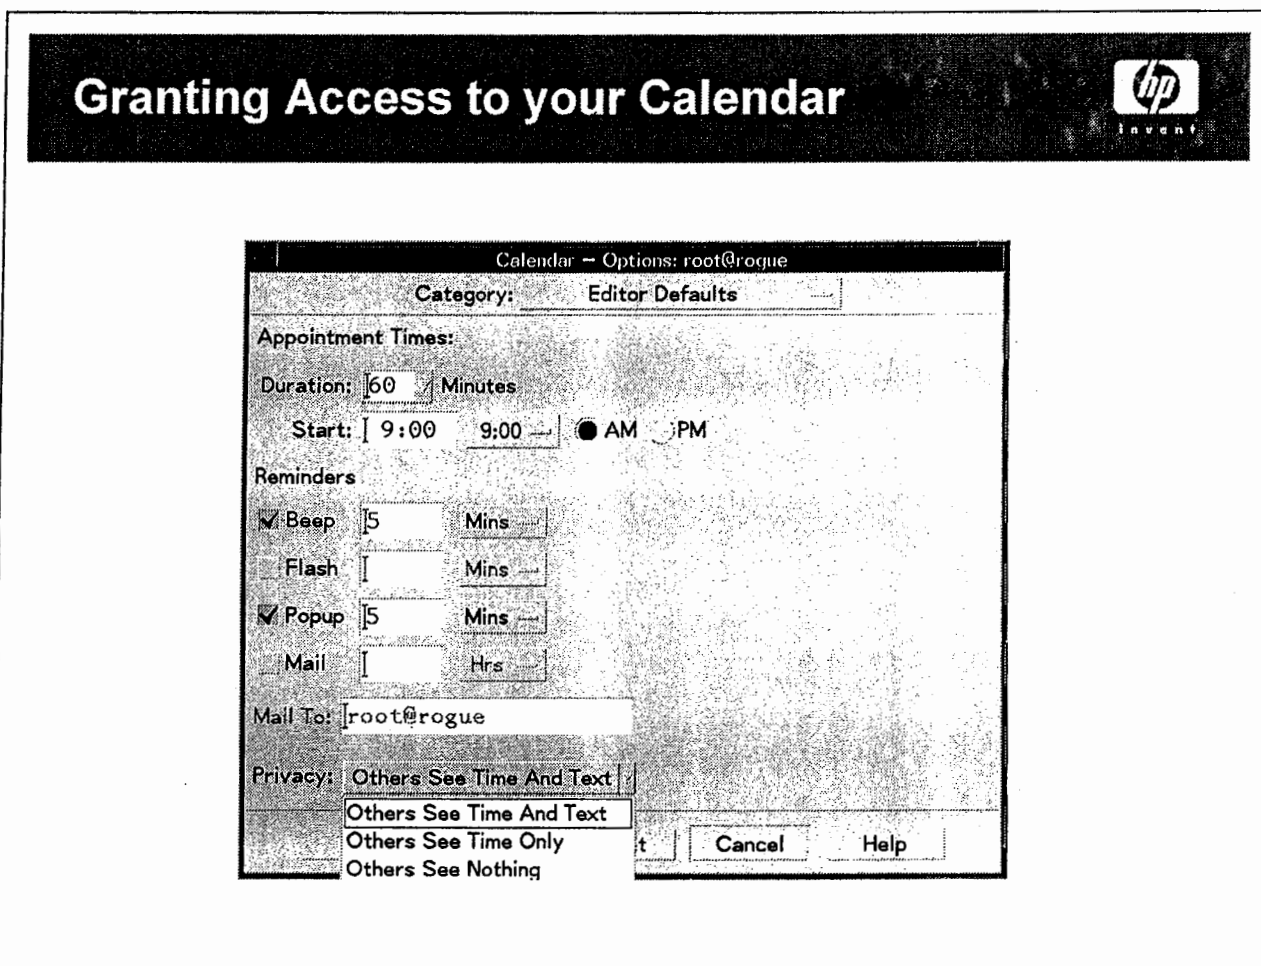 Granting Access to your Calendar
hp
invent
Calendar – Options: root@rogue
Category: Editor Defaults
Appointment Times:
Duration: 60 Minutes
Start: 9:00 9:00 AM PM
Reminders
Beep 5 Mins
Flash Mins
Popup 5 Mins
Mail Hrs
Mail To: root@rogue
Privacy: Others See Time And Text
Others See Time And Text
Others See Time Only
Others See Nothing
t Cancel Help